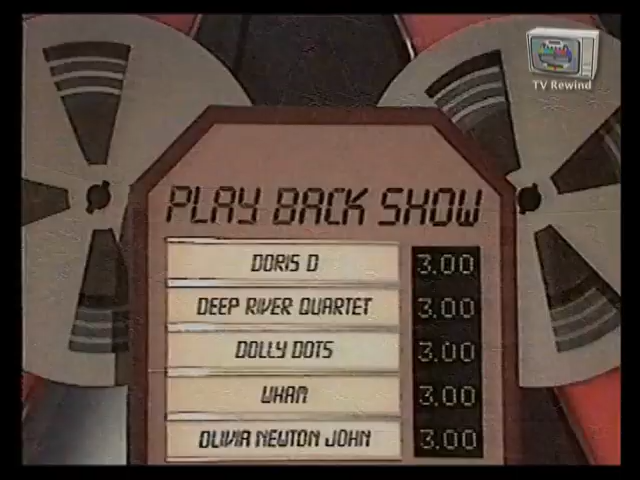 TV Rewind
PLAY BACK SHOW
DORIS D 3.00
DEEP RIVER QUARTET 3.00
DOLLY DOTS 3.00
WHAM 3.00
OLIVIA NEWTON JOHN 3.00